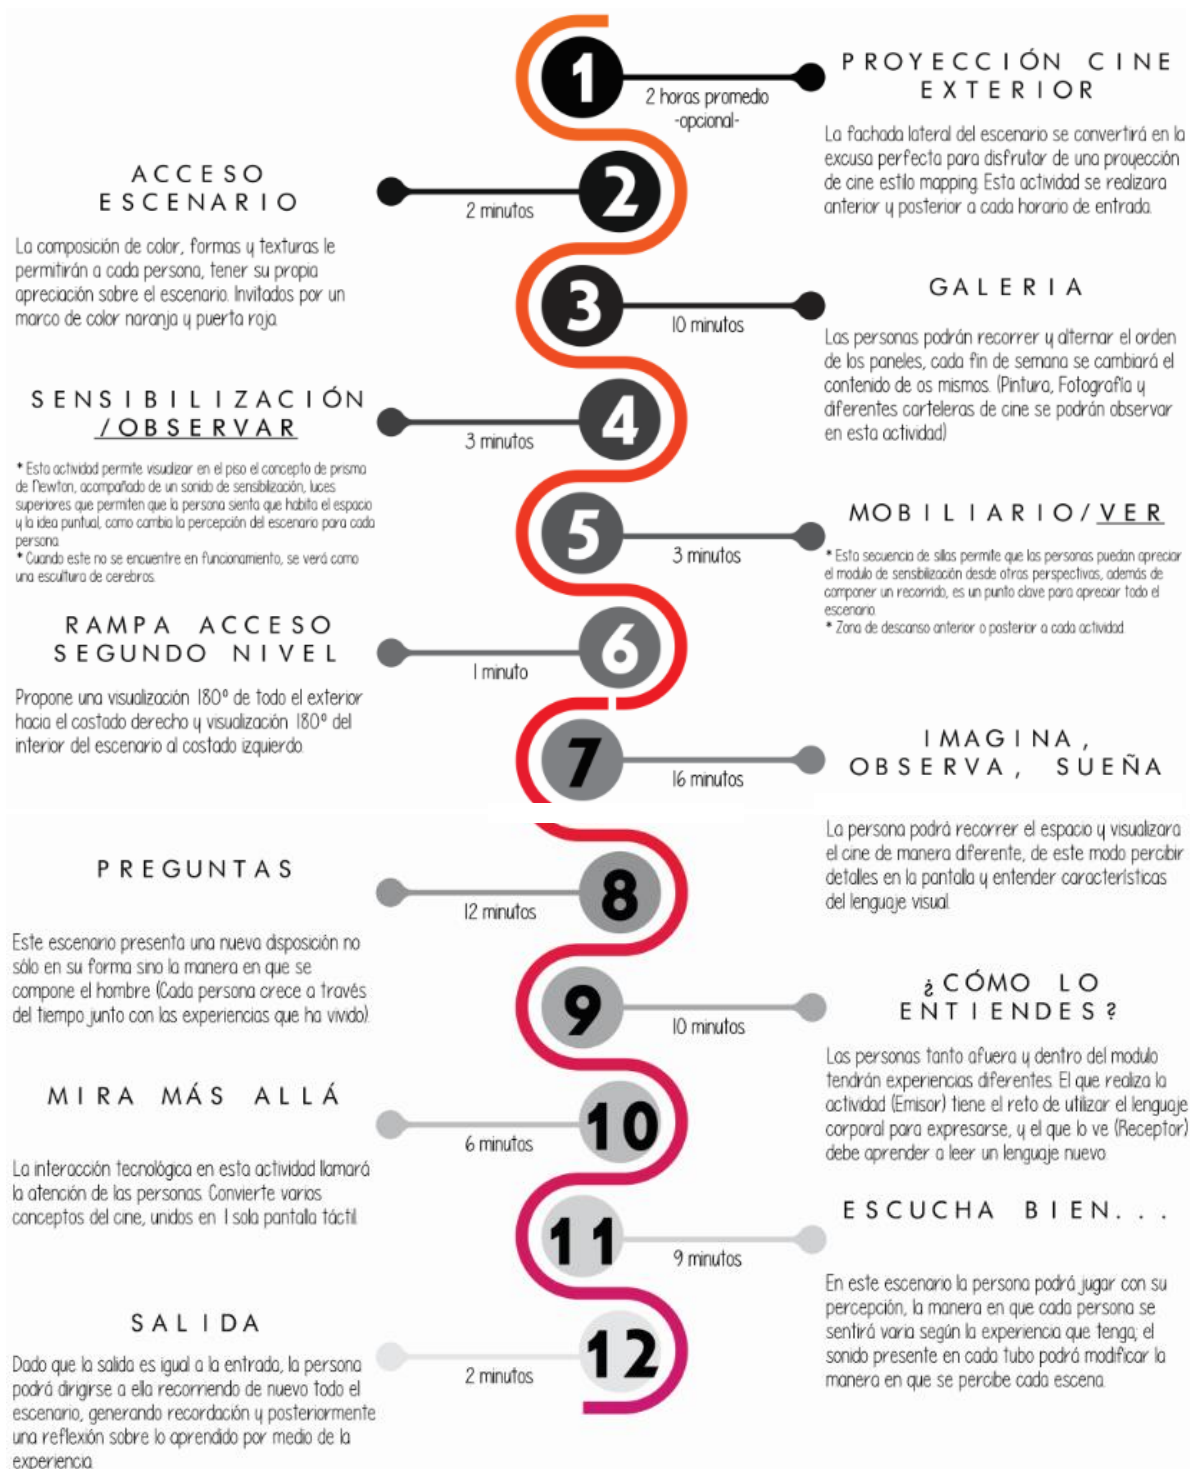 1
2 horas promedio
-opcional-
PROYECCIÓN CINE
EXTERIOR
La fachada lateral del escenario se convertirá en la
excusa perfecta para disfrutar de una proyección
de cine estilo mapping. Esta actividad se realizara
anterior y posterior a cada horario de entrada.
2
2 minutos
ACCESO
ESCENARIO
La composición de color, formas y texturas le
permitirán a cada persona, tener su propia
apreciación sobre el escenario. Invitados por un
marco de color naranja y puerta roja.
3
10 minutos
GALERIA
Las personas podrán recorrer y alternar el orden
de los paneles, cada fin de semana se cambiará el
contenido de os mismos. (Pintura, Fotografía y
diferentes carteleras de cine se podrán observar
en esta actividad)
4
3 minutos
SENSIBILIZACIÓN
/OBSERVAR
* Esta actividad permite visualizar en el piso el concepto de prisma
de Newton, acompañado de un sonido de sensibilización, luces
superiores que permiten que la persona sienta que habita el espacio
y la idea puntual, como cambia la percepción del escenario para cada
persona.
* Cuando este no se encuentre en funcionamiento, se verá como
una escultura de cerebros.
5
3 minutos
MOBILIARIO/VER
* Esta secuencia de sillas permite que las personas puedan apreciar
el modulo de sensibilización desde otras perspectivas, además de
componer un recorrido, es un punto clave para apreciar todo el
escenario.
* Zona de descanso anterior o posterior a cada actividad.
6
1 minuto
RAMPA ACCESO
SEGUNDO NIVEL
Propone una visualización 180º de todo el exterior
hacia el costado derecho y visualización 180º del
interior del escenario al costado izquierdo.
7
16 minutos
IMAGINA,
OBSERVA, SUEÑA
La persona podrá recorrer el espacio y visualizara
el cine de manera diferente, de este modo percibir
detalles en la pantalla y entender características
del lenguaje visual.
8
12 minutos
PREGUNTAS
Este escenario presenta una nueva disposición no
sólo en su forma sino la manera en que se
compone el hombre (Cada persona crece a través
del tiempo junto con las experiencias que ha vivido).
9
10 minutos
¿CÓMO LO
ENTIENDES?
Las personas tanto afuera y dentro del modulo
tendrán experiencias diferentes. El que realiza la
actividad (Emisor) tiene el reto de utilizar el lenguaje
corporal para expresarse, y el que lo ve (Receptor)
debe aprender a leer un lenguaje nuevo.
10
6 minutos
MIRA MÁS ALLÁ
La interacción tecnológica en esta actividad llamará
la atención de las personas. Convierte varios
conceptos del cine, unidos en 1 sola pantalla táctil.
11
9 minutos
ESCUCHA BIEN...
En este escenario la persona podrá jugar con su
percepción, la manera en que cada persona se
sentirá varia según la experiencia que tenga; el
sonido presente en cada tubo podrá modificar la
manera en que se percibe cada escena.
12
2 minutos
SALIDA
Dado que la salida es igual a la entrada, la persona
podrá dirigirse a ella recorriendo de nuevo todo el
escenario, generando recordación y posteriormente
una reflexión sobre lo aprendido por medio de la
experiencia.